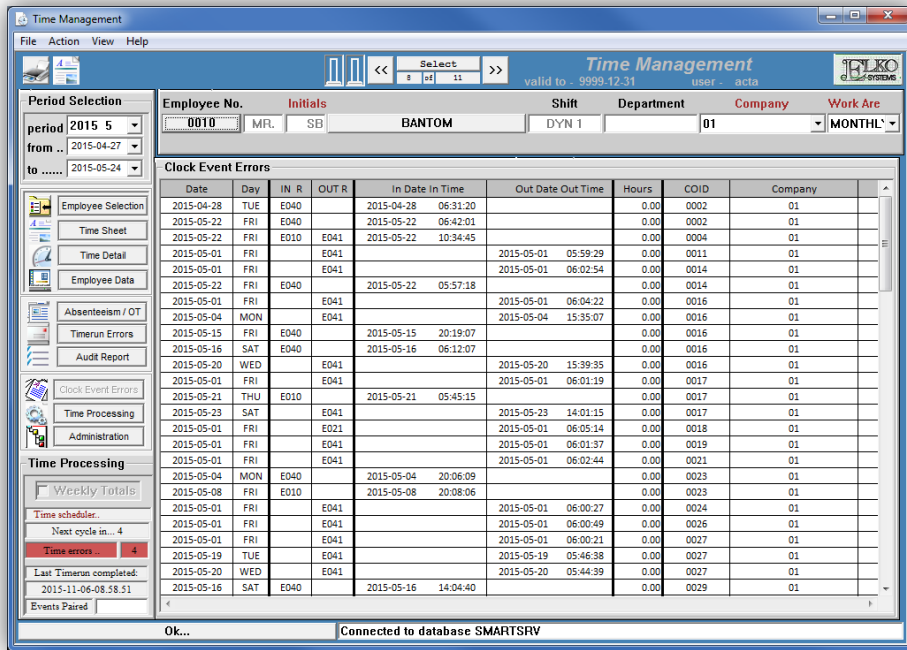 Time Management
File Action View Help
<< Select >>
8 of 11
Time Management
valid to - 9999-12-31 user - acta
ELKO SYSTEMS
Period Selection
period 2015 5
from .. 2015-04-27
to ...... 2015-05-24
Employee No. Initials Shift Department Company Work Are
0010 MR. SB BANTOM DYN 1 01 MONTHL
Employee Selection
Time Sheet
Time Detail
Employee Data
Absenteeism / OT
Timerun Errors
Audit Report
Clock Event Errors
Time Processing
Administration
Time Processing
Weekly Totals
Time scheduler..
Next cycle in... 4
Time errors .. 4
Last Timerun completed:
2015-11-06-08.58.51
Events Paired
Clock Event Errors
Date Day IN R OUT R In Date In Time Out Date Out Time Hours COID Company
2015-04-28 TUE E040 2015-04-28 06:31:20 0.00 0002 01
2015-05-22 FRI E040 2015-05-22 06:42:01 0.00 0002 01
2015-05-22 FRI E010 E041 2015-05-22 10:34:45 0.00 0004 01
2015-05-01 FRI E041 2015-05-01 05:59:29 0.00 0011 01
2015-05-01 FRI E041 2015-05-01 06:02:54 0.00 0014 01
2015-05-22 FRI E040 2015-05-22 05:57:18 0.00 0014 01
2015-05-01 FRI E041 2015-05-01 06:04:22 0.00 0016 01
2015-05-04 MON E041 2015-05-04 15:35:07 0.00 0016 01
2015-05-15 FRI E040 2015-05-15 20:19:07 0.00 0016 01
2015-05-16 SAT E040 2015-05-16 06:12:07 0.00 0016 01
2015-05-20 WED E041 2015-05-20 15:39:35 0.00 0016 01
2015-05-01 FRI E041 2015-05-01 06:01:19 0.00 0017 01
2015-05-21 THU E010 2015-05-21 05:45:15 0.00 0017 01
2015-05-23 SAT E041 2015-05-23 14:01:15 0.00 0017 01
2015-05-01 FRI E021 2015-05-01 06:05:14 0.00 0018 01
2015-05-01 FRI E041 2015-05-01 06:01:37 0.00 0019 01
2015-05-01 FRI E041 2015-05-01 06:02:44 0.00 0021 01
2015-05-04 MON E040 2015-05-04 20:06:09 0.00 0023 01
2015-05-08 FRI E010 2015-05-08 20:08:06 0.00 0023 01
2015-05-01 FRI E041 2015-05-01 06:00:27 0.00 0024 01
2015-05-01 FRI E041 2015-05-01 06:00:49 0.00 0026 01
2015-05-01 FRI E041 2015-05-01 06:00:21 0.00 0027 01
2015-05-19 TUE E041 2015-05-19 05:46:38 0.00 0027 01
2015-05-20 WED E041 2015-05-20 05:44:39 0.00 0027 01
2015-05-16 SAT E040 2015-05-16 14:04:40 0.00 0029 01
Ok... Connected to database SMARTSRV